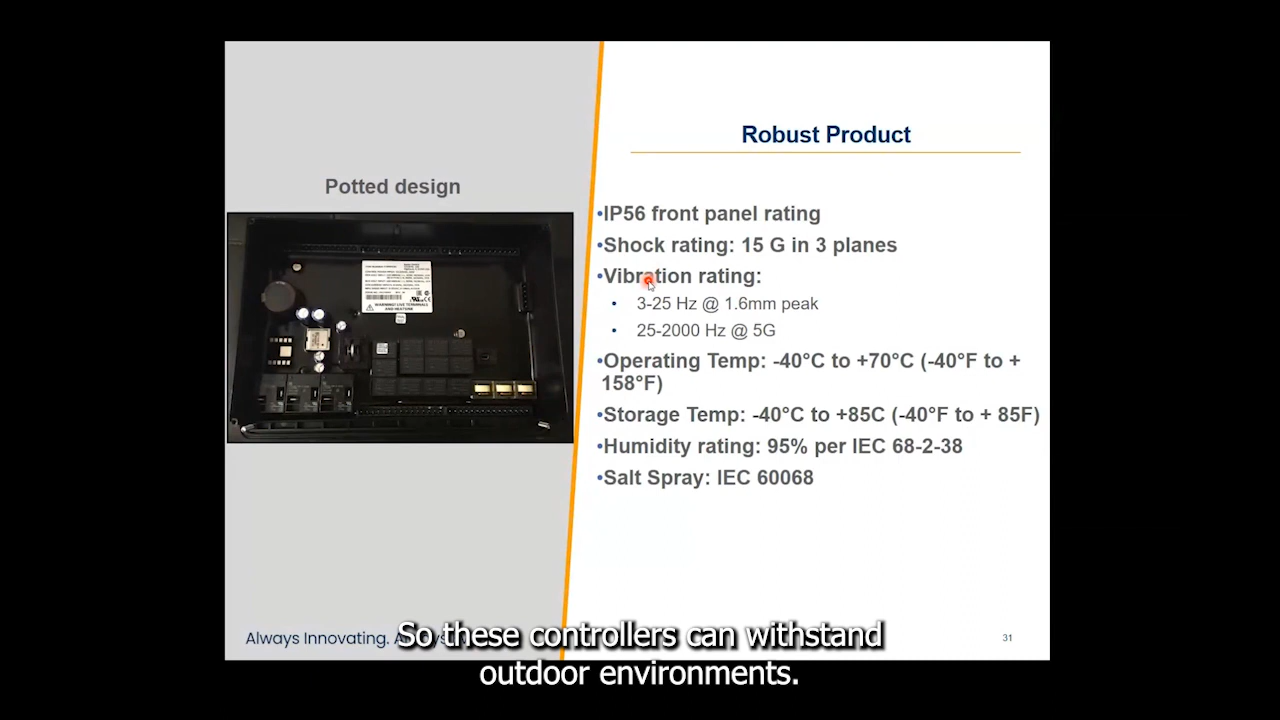 Robust Product
Potted design
•IP56 front panel rating
•Shock rating: 15 G in 3 planes
•Vibration rating:
• 3-25 Hz @ 1.6mm peak
• 25-2000 Hz @ 5G
•Operating Temp: -40°C to +70°C (-40°F to +
158°F)
•Storage Temp: -40°C to +85C (-40°F to + 85F)
•Humidity rating: 95% per IEC 68-2-38
•Salt Spray: IEC 60068
WARNING! LIVE TERMINALS
Always Innovating.
31
So these controllers can withstand
outdoor environments.